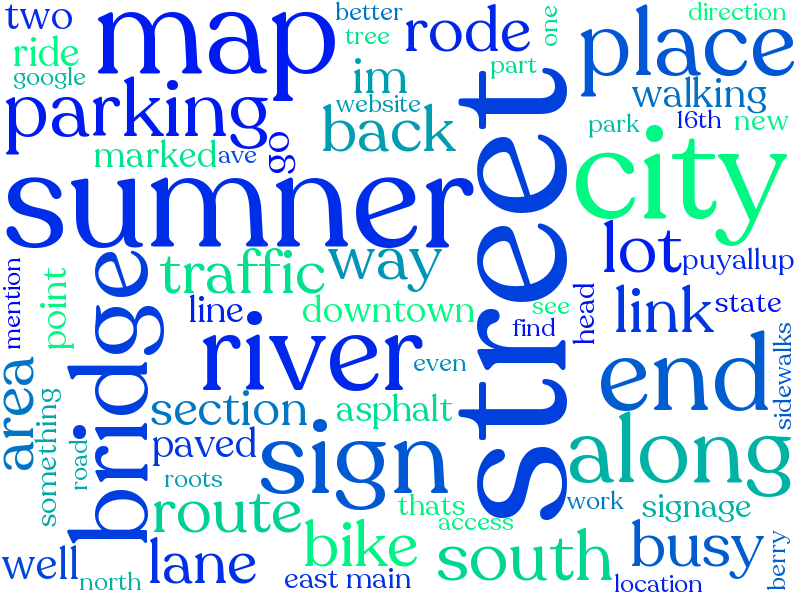 two
map
better
rode
one
direction
place
ride
tree
google
im
part
walking
parking
website
back
go
park
16th
new
marked
ave
street
city
sumner
lot
puyallup
mention
point
bridge
traffic
way
line
downtown
see
find
head
link
state
river
even
end
sidewalks
area
something
road
section
asphalt
paved
sign
along
roots
route
thats
access
work
signage
bike
south
busy
berry
well
north
lane
east main
location